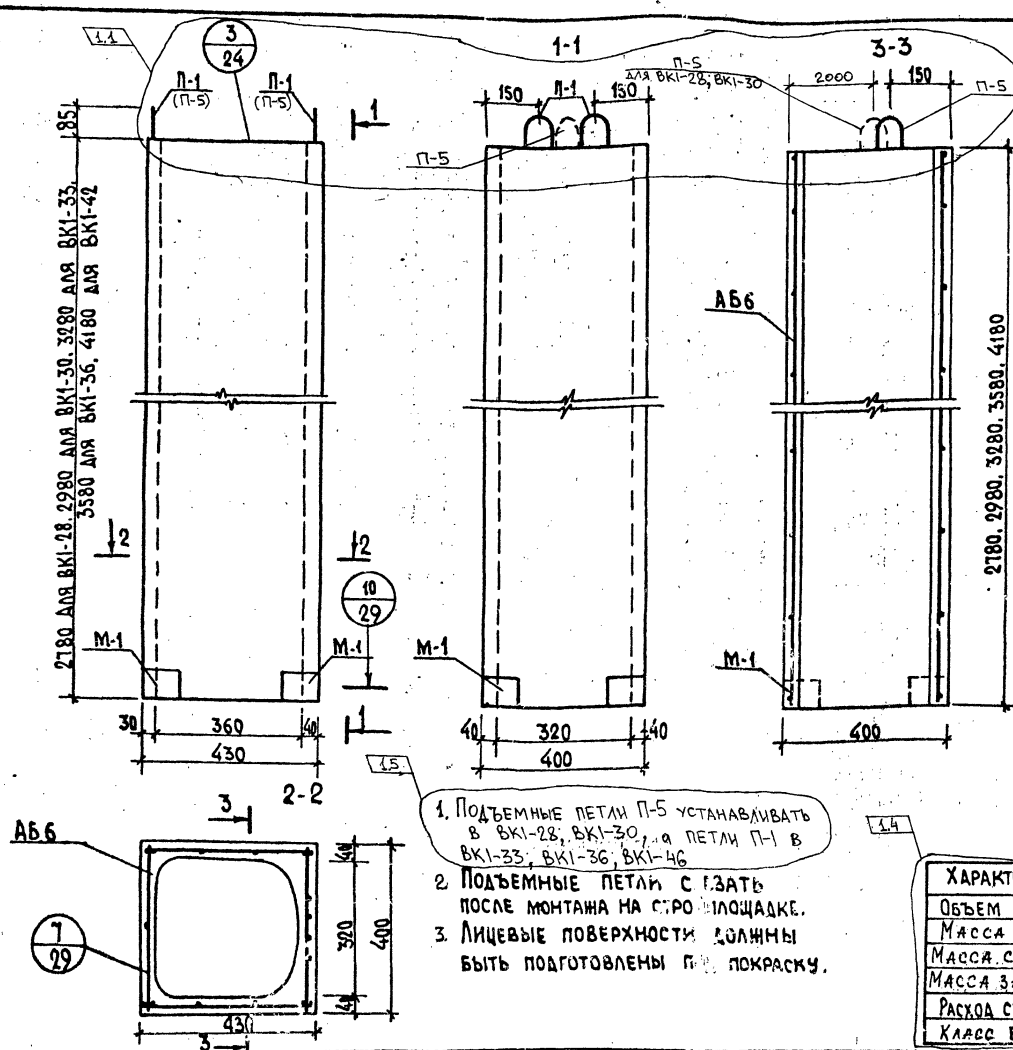 1.1
3
24
П-1
(П-5)
П-1
(П-5)
1
85
2780 ДЛЯ ВК1-28, 2980 ДЛЯ ВК1-30, 3280 ДЛЯ ВК1-33,
3580 ДЛЯ ВК1-36, 4180 ДЛЯ ВК1-42
2
2
10
29
М-1
М-1
30
360
40
430
1
1-1
150
П-1
150
П-5
М-1
40
320
40
400
3-3
П-5
ДЛЯ ВК1-28; ВК1-30
2000
150
П-5
АБ6
2780, 2980, 3280, 3580, 4180
М-1
400
2-2
3
АБ6
7
29
40
320
40
400
430
3
1.5
1. ПОДЪЕМНЫЕ ПЕТЛИ П-5 УСТАНАВЛИВАТЬ
В ВК1-28; ВК1-30, а ПЕТЛИ П-1 В
ВК1-33; ВК1-36; ВК1-46
2. ПОДЪЕМНЫЕ ПЕТЛИ
ПОСЛЕ МОНТАЖА НА
3. ЛИЦЕВЫЕ ПОВЕРХНОСТИ ДОЛЖНЫ
БЫТЬ ПОДГОТОВЛЕНЫ ПОКРАСКУ.
1.4
ХАРАКТ
ОБЪЕМ
МАССА
МАССА С
МАССА З
РАСХОД С
КЛАСС